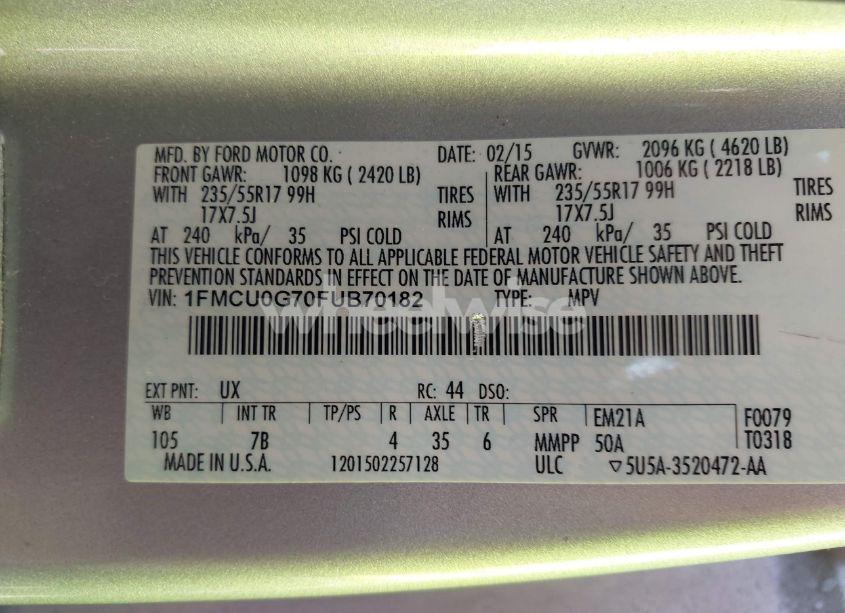 MFD. BY FORD MOTOR CO. DATE: 02/15 GVWR: 2096 KG ( 4620 LB)
FRONT GAWR: 1098 KG ( 2420 LB) REAR GAWR: 1006 KG ( 2218 LB)
WITH 235/55R17 99H TIRES WITH 235/55R17 99H TIRES
17X7.5J RIMS 17X7.5J RIMS
AT 240 kPa/ 35 PSI COLD AT 240 kPa/ 35 PSI COLD
THIS VEHICLE CONFORMS TO ALL APPLICABLE FEDERAL MOTOR VEHICLE SAFETY AND THEFT
PREVENTION STANDARDS IN EFFECT ON THE DATE OF MANUFACTURE SHOWN ABOVE.
VIN: 1FMCU0G70FUB70182 TYPE: MPV
wheelwise
EXT PNT: UX RC: 44 DSO:
WB INT TR TP/PS R AXLE TR SPR EM21A F0079
105 7B 4 35 6 MMPP 50A T0318
MADE IN U.S.A. 1201502257128 ULC ▽5U5A-3520472-AA